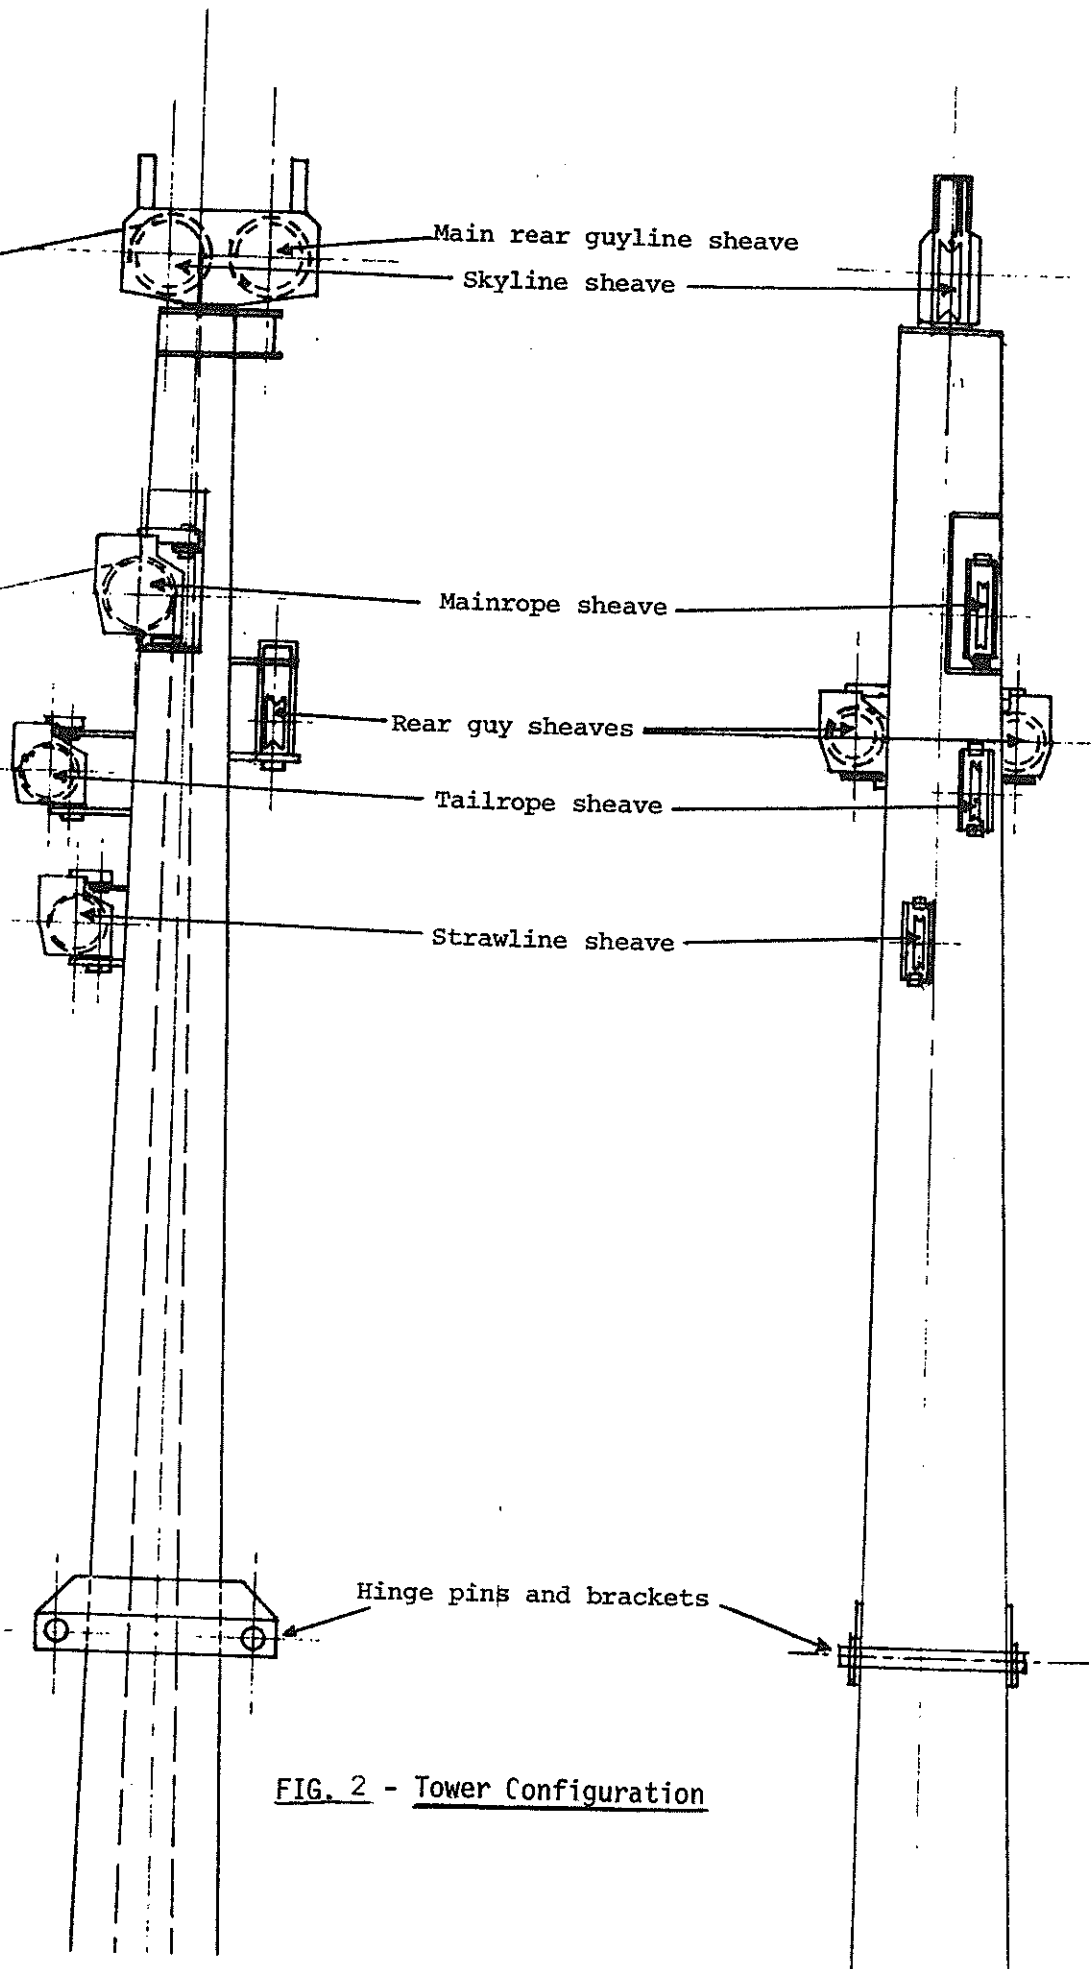 Main rear guyline sheave
Skyline sheave
Mainrope sheave
Rear guy sheaves
Tailrope sheave
Strawline sheave
Hinge pins and brackets
FIG. 2 - Tower Configuration